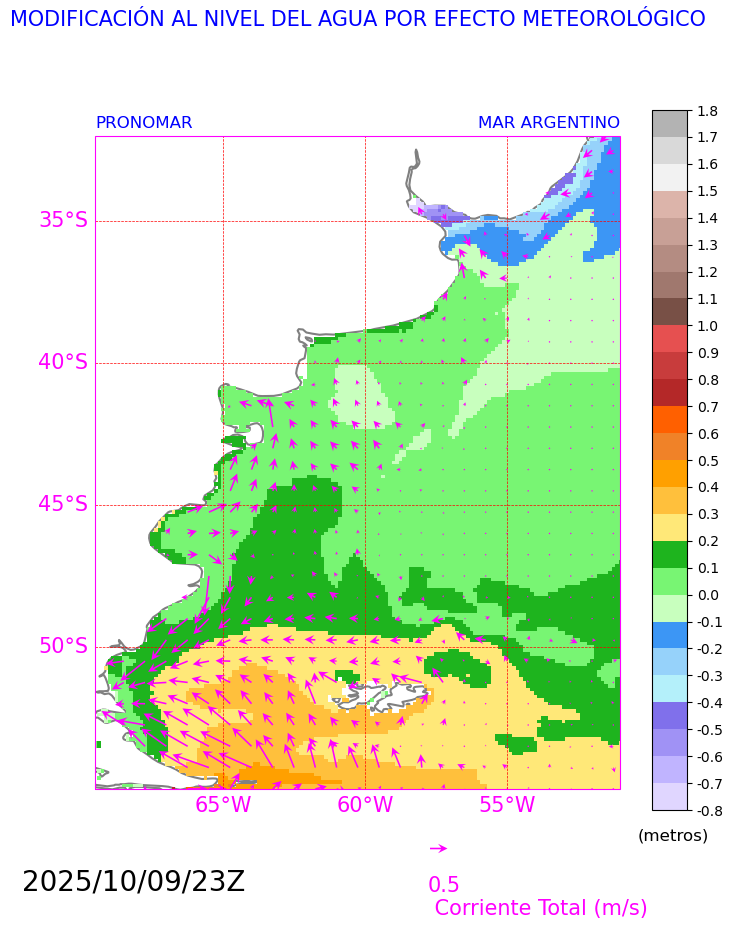 MODIFICACIÓN AL NIVEL DEL AGUA POR EFECTO METEOROLÓGICO
PRONOMAR MAR ARGENTINO
35°S
40°S
45°S
50°S
65°W 60°W 55°W
1.8
1.7
1.6
1.5
1.4
1.3
1.2
1.1
1.0
0.9
0.8
0.7
0.6
0.5
0.4
0.3
0.2
0.1
0.0
-0.1
-0.2
-0.3
-0.4
-0.5
-0.6
-0.7
-0.8
(metros)
2025/10/09/23Z
0.5
Corriente Total (m/s)